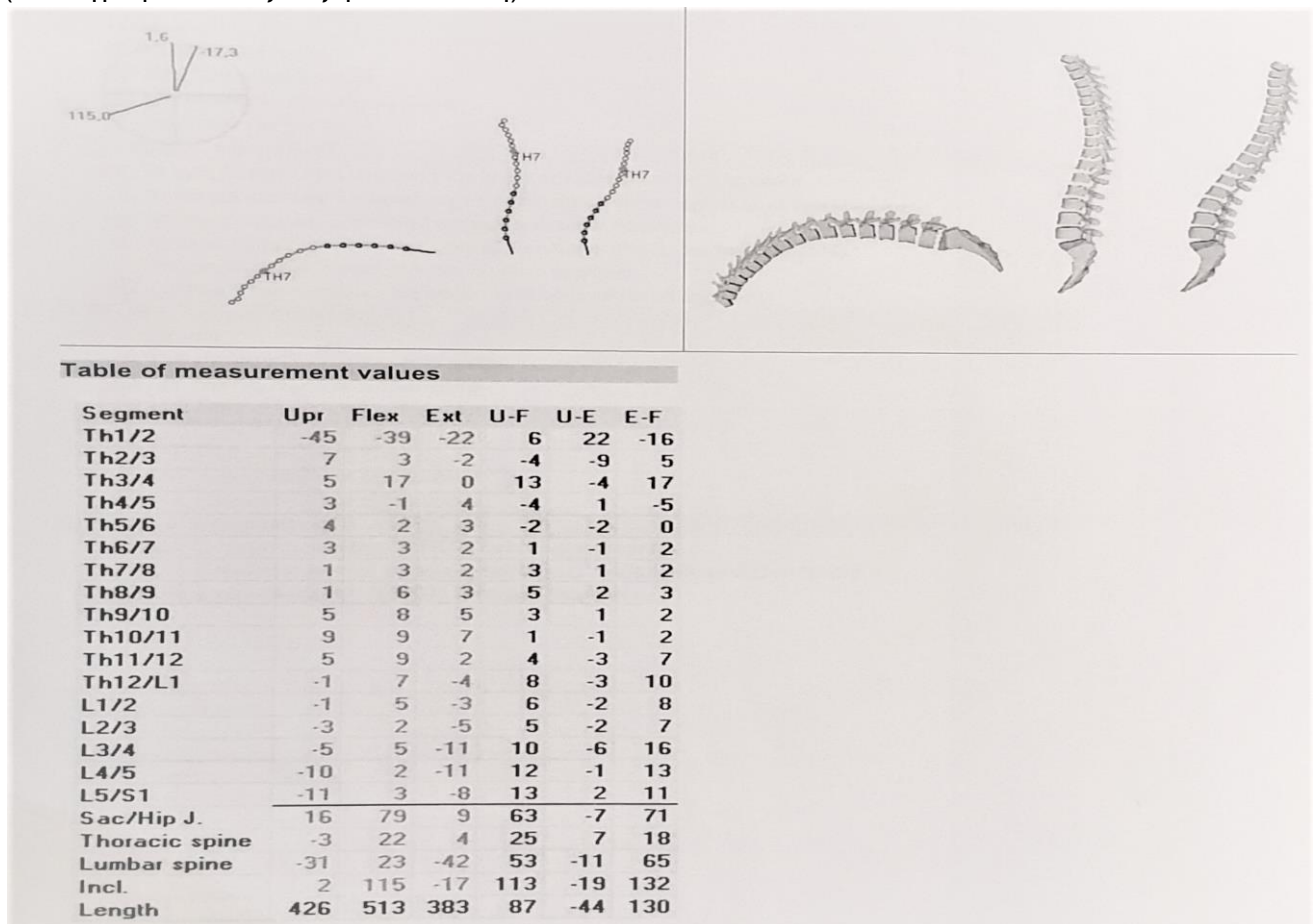 1,6
-17,3
115,0
TH7
TH7
TH7
Table of measurement values
Segment Upr Flex Ext U-F U-E E-F
Th1/2 -45 -39 -22 6 22 -16
Th2/3 7 3 -2 -4 -9 5
Th3/4 5 17 0 13 -4 17
Th4/5 3 -1 4 -4 1 -5
Th5/6 4 2 3 -2 -2 0
Th6/7 3 3 2 1 -1 2
Th7/8 1 3 2 3 1 2
Th8/9 1 6 3 5 2 3
Th9/10 5 8 5 3 1 2
Th10/11 9 9 7 1 -1 2
Th11/12 5 9 2 4 -3 7
Th12/L1 -1 7 -4 8 -3 10
L1/2 -1 5 -3 6 -2 8
L2/3 -3 2 -5 5 -2 7
L3/4 -5 5 -11 10 -6 16
L4/5 -10 2 -11 12 -1 13
L5/S1 -11 3 -8 13 2 11
Sac/Hip J. 16 79 9 63 -7 71
Thoracic spine -3 22 4 25 7 18
Lumbar spine -31 23 -42 53 -11 65
Incl. 2 115 -17 113 -19 132
Length 426 513 383 87 -44 130